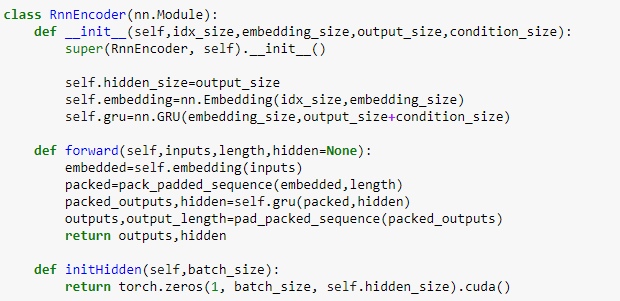 class RnnEncoder(nn.Module):
    def __init__(self,idx_size,embedding_size,output_size,condition_size):
        super(RnnEncoder, self).__init__()

        self.hidden_size=output_size
        self.embedding=nn.Embedding(idx_size,embedding_size)
        self.gru=nn.GRU(embedding_size,output_size+condition_size)

    def forward(self,inputs,length,hidden=None):
        embedded=self.embedding(inputs)
        packed=pack_padded_sequence(embedded,length)
        packed_outputs,hidden=self.gru(packed,hidden)
        outputs,output_length=pad_packed_sequence(packed_outputs)
        return outputs,hidden

    def initHidden(self,batch_size):
        return torch.zeros(1, batch_size, self.hidden_size).cuda()